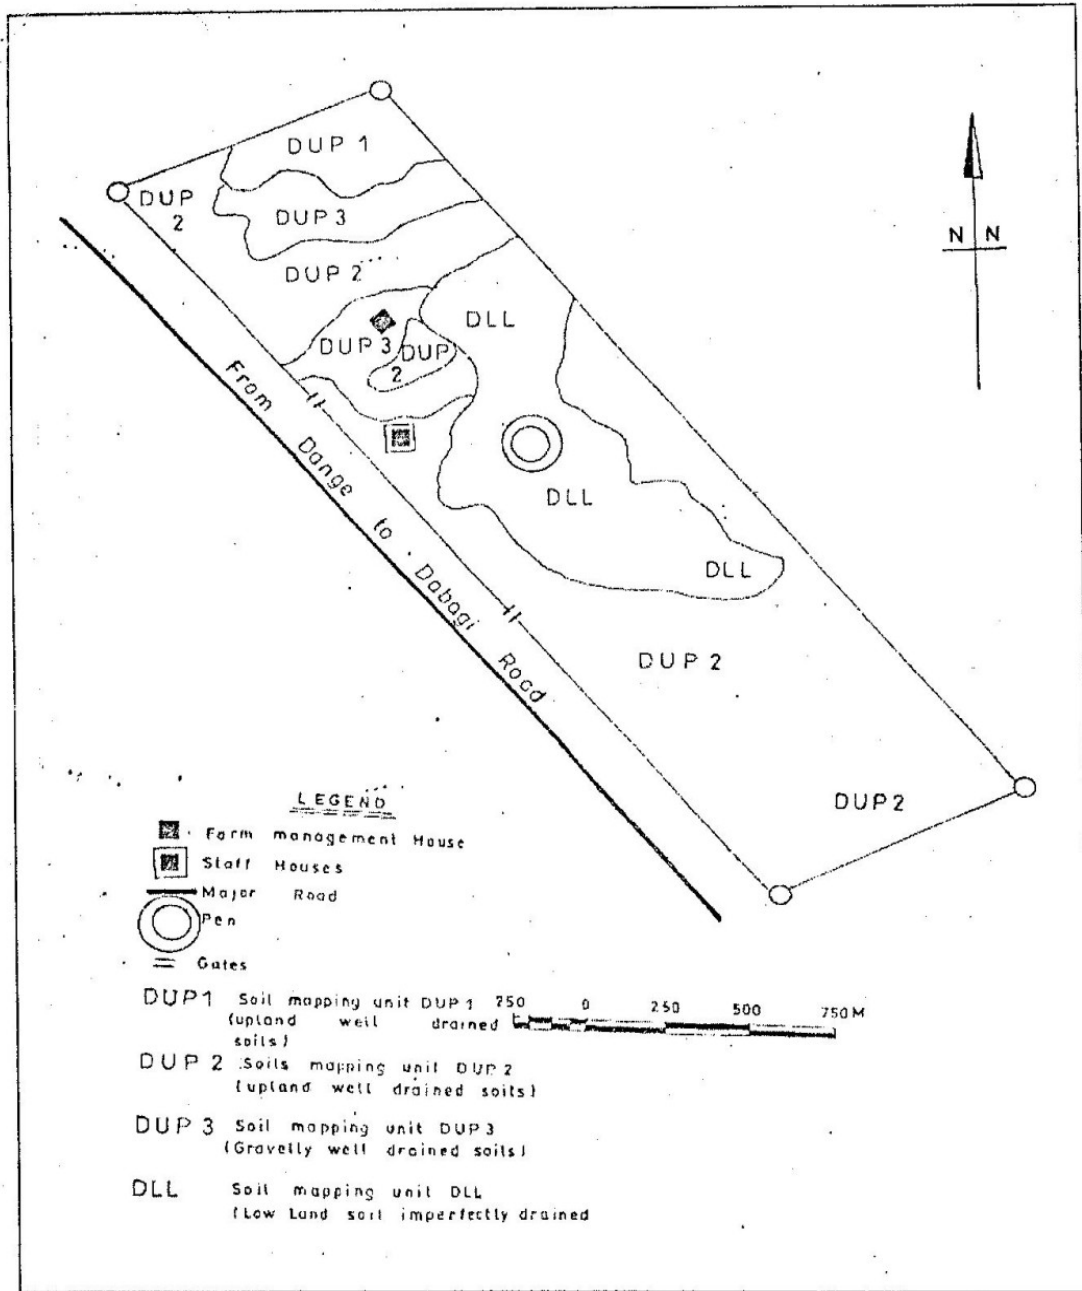 DUP 1
DUP
2
DUP 3
DUP 2
N N
DLL
DUP 3
DUP
2
From Dange to Dabagi Road
DLL
DLL
DUP 2
DUP 2
LEGEND
Farm management House
Staff Houses
Major Road
Pen
Gates
DUP1 Soil mapping unit DUP 1
(upland well drained
soils)
250 0 250 500 750 M
DUP 2 Soils mapping unit DUP 2
(upland well drained soils)
DUP 3 Soil mapping unit DUP 3
(Gravelly well drained soils)
DLL Soil mapping unit DLL
(Low Land soil imperfectly drained